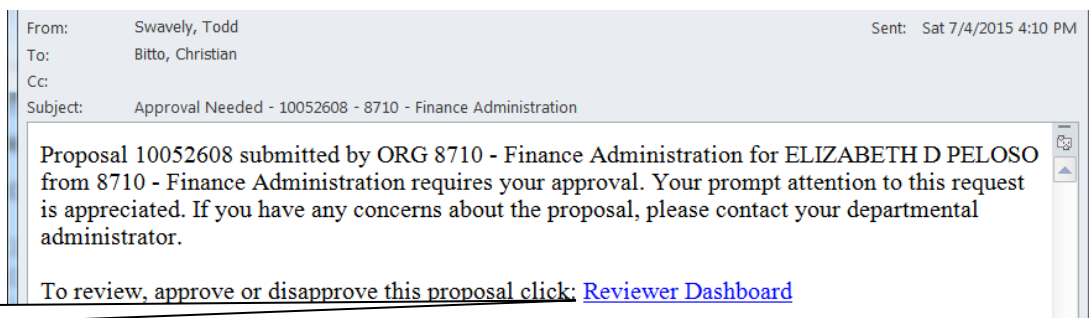 From: Swavely, Todd Sent: Sat 7/4/2015 4:10 PM
To: Bitto, Christian
Cc:
Subject: Approval Needed - 10052608 - 8710 - Finance Administration
Proposal 10052608 submitted by ORG 8710 - Finance Administration for ELIZABETH D PELOSO
from 8710 - Finance Administration requires your approval. Your prompt attention to this request
is appreciated. If you have any concerns about the proposal, please contact your departmental
administrator.
To review, approve or disapprove this proposal click: Reviewer Dashboard